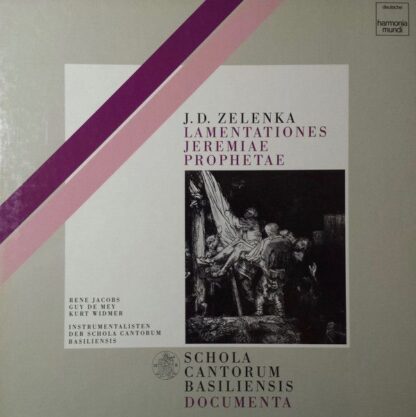 deutsche
harmonia
mundi
J.D. ZELENKA
LAMENTATIONES
JEREMIAE
PROPHETAE
RENE JACOBS
GUY DE MEY
KURT WIDMER
INSTRUMENTALISTEN
DER SCHOLA CANTORUM
BASILIENSIS
SCHOLA
CANTORUM
BASILIENSIS
DOCUMENTA